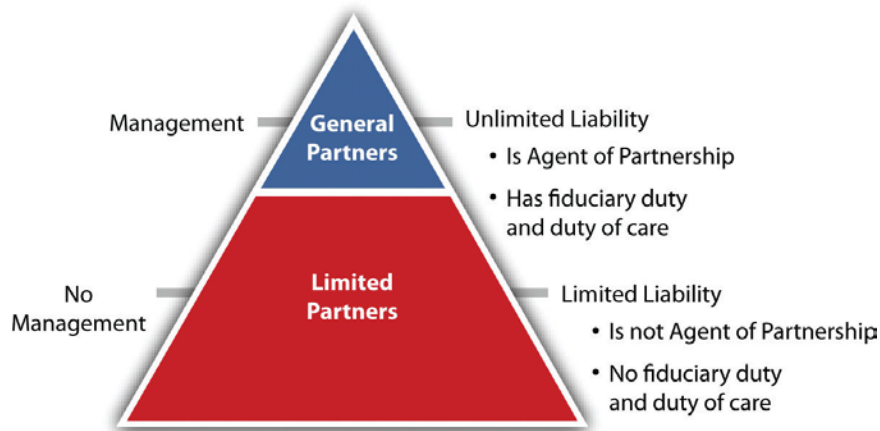 Management
General
Partners
Unlimited Liability
• Is Agent of Partnership
• Has fiduciary duty
and duty of care
No
Management
Limited
Partners
Limited Liability
• Is not Agent of Partnership
• No fiduciary duty
and duty of care